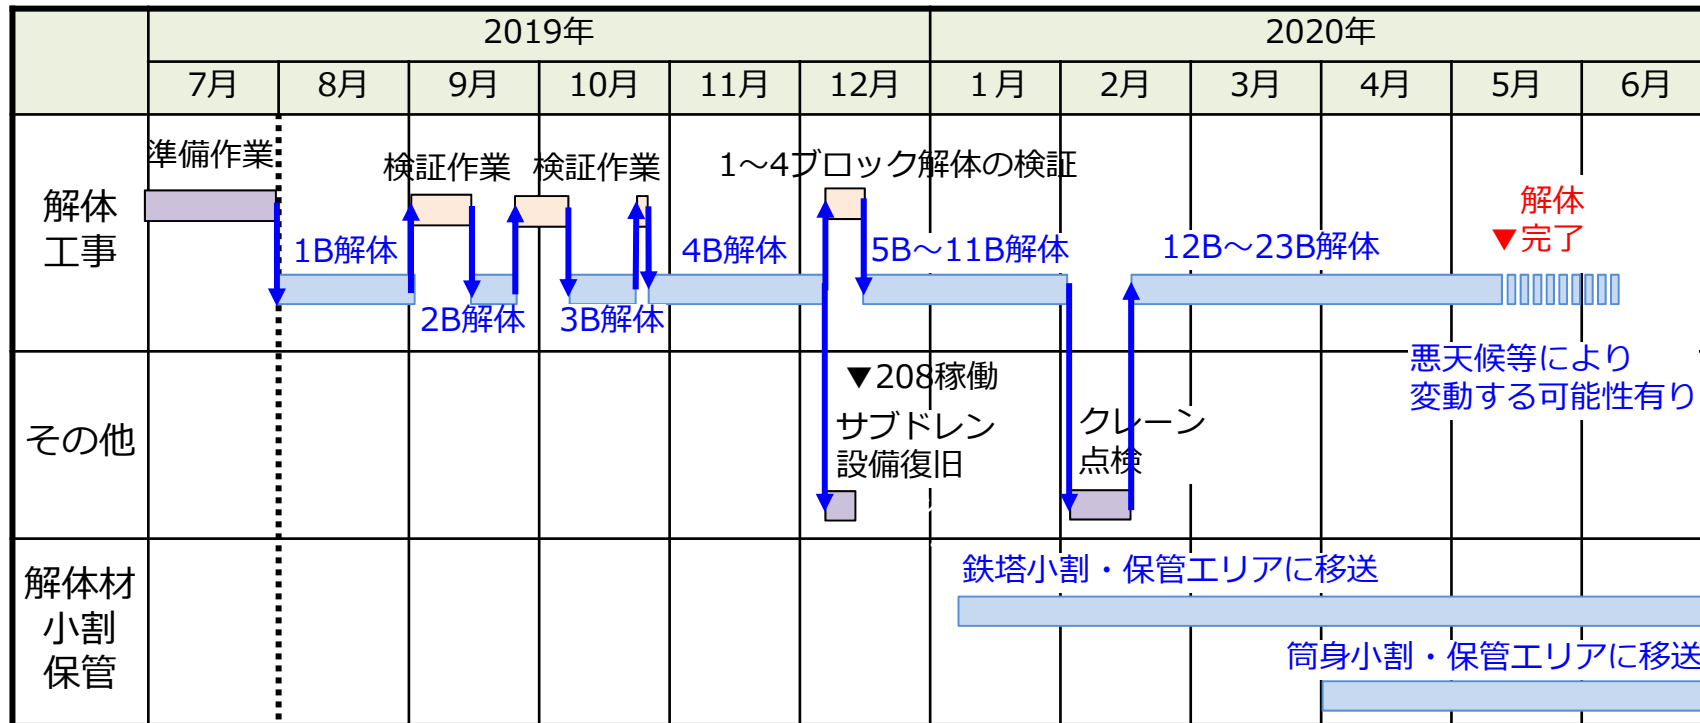 2019年
2020年
7月
8月
9月
10月
11月
12月
1月
2月
3月
4月
5月
6月
解体
工事
準備作業
検証作業
検証作業
1～4ブロック解体の検証
1B解体
2B解体
3B解体
4B解体
5B～11B解体
12B～23B解体
解体
▼完了
悪天候等により
変動する可能性有り
その他
▼208稼働
サブドレン
設備復旧
クレーン
点検
解体材
小割
保管
鉄塔小割・保管エリアに移送
筒身小割・保管エリアに移送